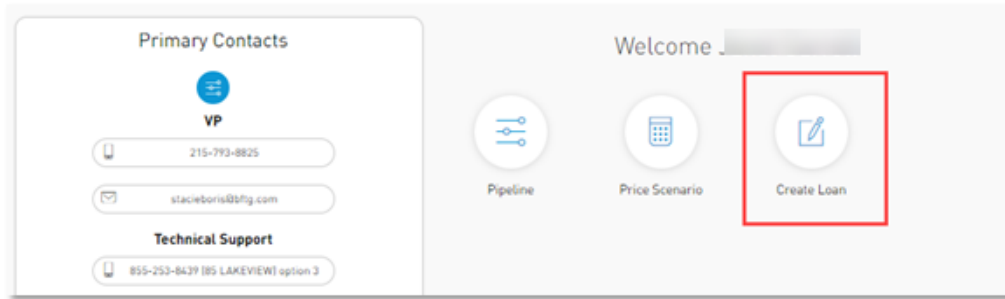 Primary Contacts
VP
215-793-8825
stacieboris@bftg.com
Technical Support
855-253-8439 (85 LAKEVIEW) option 3
Welcome
Pipeline
Price Scenario
Create Loan